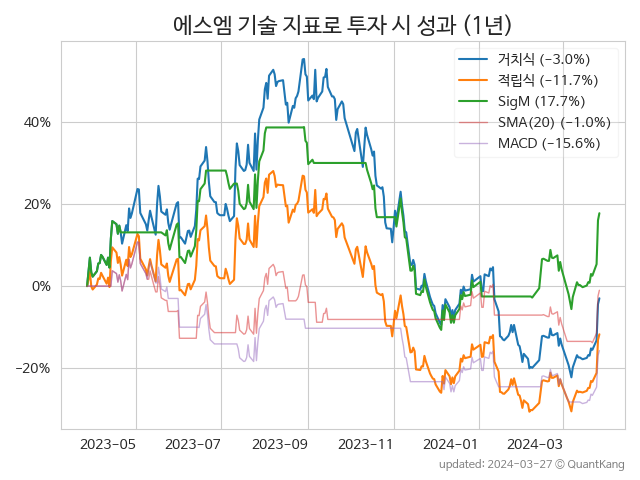 에스엠 기술 지표로 투자 시 성과 (1년)
거치식 (−3.0%)
적립식 (−11.7%)
SigM (17.7%)
SMA(20) (−1.0%)
MACD (−15.6%)
40%
20%
0%
−20%
2023-05 2023-07 2023-09 2023-11 2024-01 2024-03
updated: 2024-03-27 © QuantKang